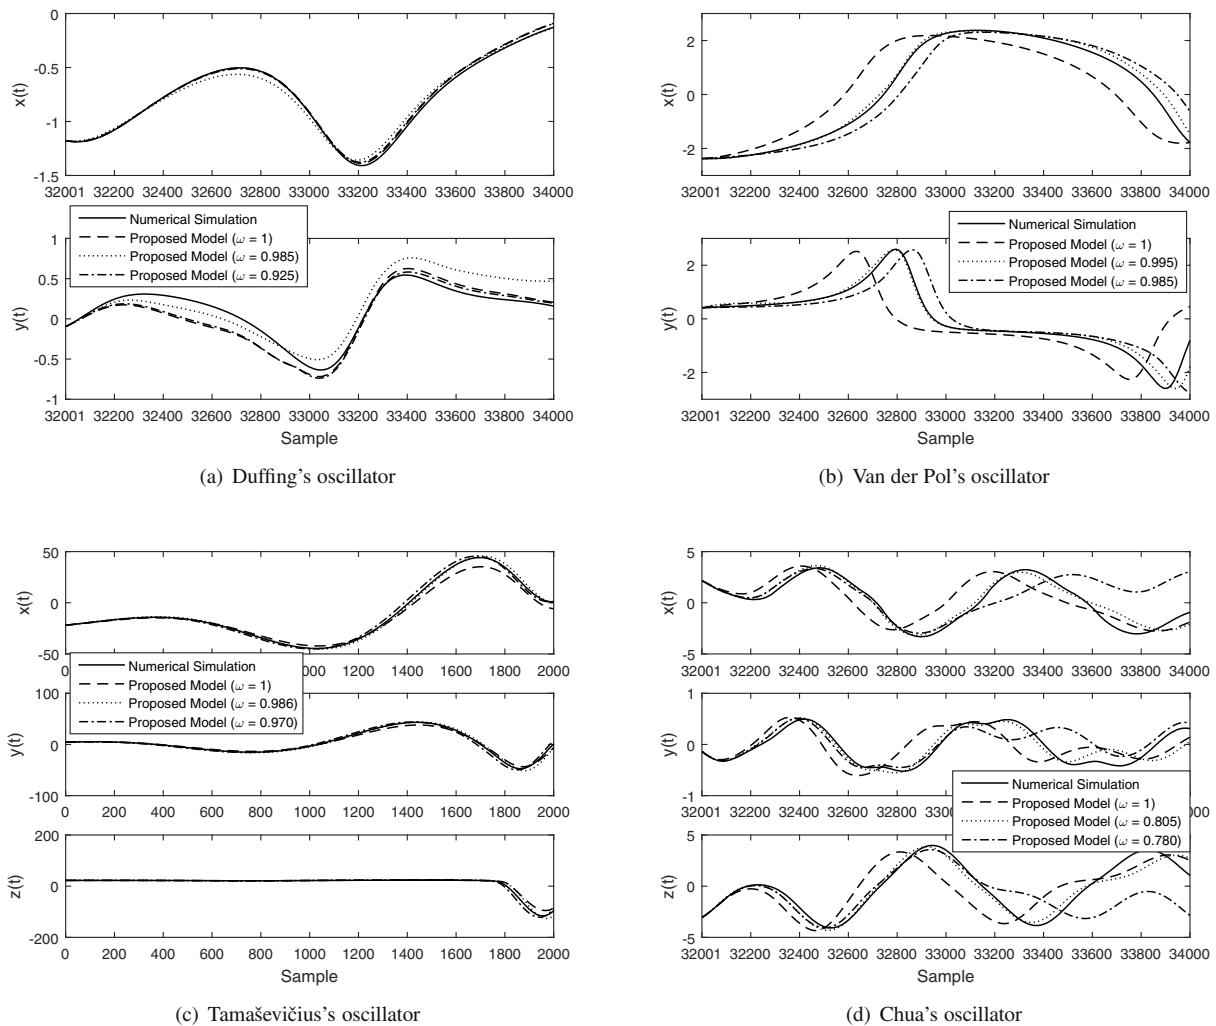 0
-0.5
-1
-1.5
x(t)
32001 32200 32400 32600 32800 33000 33200 33400 33600 33800 34000
Numerical Simulation
Proposed Model (ω = 1)
Proposed Model (ω = 0.985)
Proposed Model (ω = 0.925)
1
0.5
0
-0.5
-1
y(t)
32001 32200 32400 32600 32800 33000 33200 33400 33600 33800 34000
Sample
(a) Duffing's oscillator
2
0
-2
x(t)
32001 32200 32400 32600 32800 33000 33200 33400 33600 33800 34000
Numerical Simulation
Proposed Model (ω = 1)
Proposed Model (ω = 0.995)
Proposed Model (ω = 0.985)
2
0
-2
y(t)
32001 32200 32400 32600 32800 33000 33200 33400 33600 33800 34000
Sample
(b) Van der Pol's oscillator
50
0
-50
x(t)
1000 1200 1400 1600 1800 2000
Numerical Simulation
Proposed Model (ω = 1)
Proposed Model (ω = 0.986)
Proposed Model (ω = 0.970)
100
0
-100
y(t)
0 200 400 600 800 1000 1200 1400 1600 1800 2000
200
0
-200
z(t)
0 200 400 600 800 1000 1200 1400 1600 1800 2000
Sample
(c) Tamaševičius's oscillator
5
0
-5
x(t)
32001 32200 32400 32600 32800 33000 33200 33400 33600 33800 34000
1
0
-1
y(t)
32001 32200 32400 32600 32800
Numerical Simulation
Proposed Model (ω = 1)
Proposed Model (ω = 0.805)
Proposed Model (ω = 0.780)
5
0
-5
z(t)
32001 32200 32400 32600 32800 33000 33200 33400 33600 33800 34000
Sample
(d) Chua's oscillator